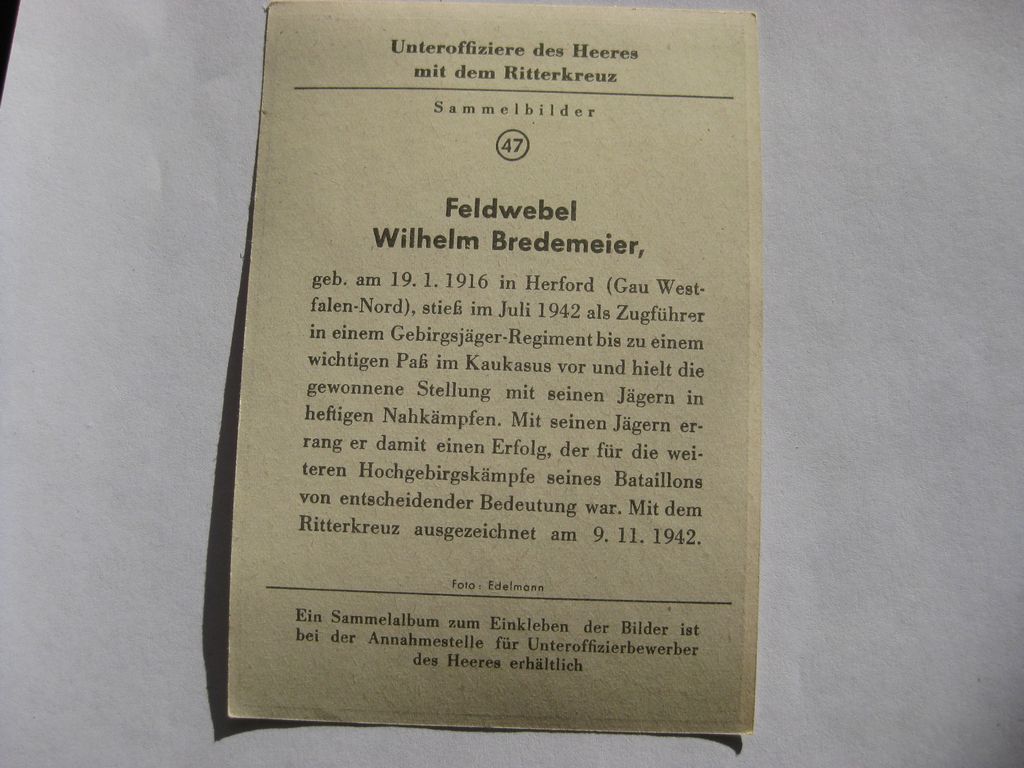 Unteroffiziere des Heeres
mit dem Ritterkreuz
Sammelbilder
47
Feldwebel
Wilhelm Bredemeier,
geb. am 19. 1. 1916 in Herford (Gau West-
falen-Nord), stieß im Juli 1942 als Zugführer
in einem Gebirgsjäger-Regiment bis zu einem
wichtigen Paß im Kaukasus vor und hielt die
gewonnene Stellung mit seinen Jägern in
heftigen Nahkämpfen. Mit seinen Jägern er-
rang er damit einen Erfolg, der für die wei-
teren Hochgebirgskämpfe seines Bataillons
von entscheidender Bedeutung war. Mit dem
Ritterkreuz ausgezeichnet am 9. 11. 1942.
Foto: Edelmann
Ein Sammelalbum zum Einkleben der Bilder ist
bei der Annahmestelle für Unteroffizierbewerber
des Heeres erhältlich